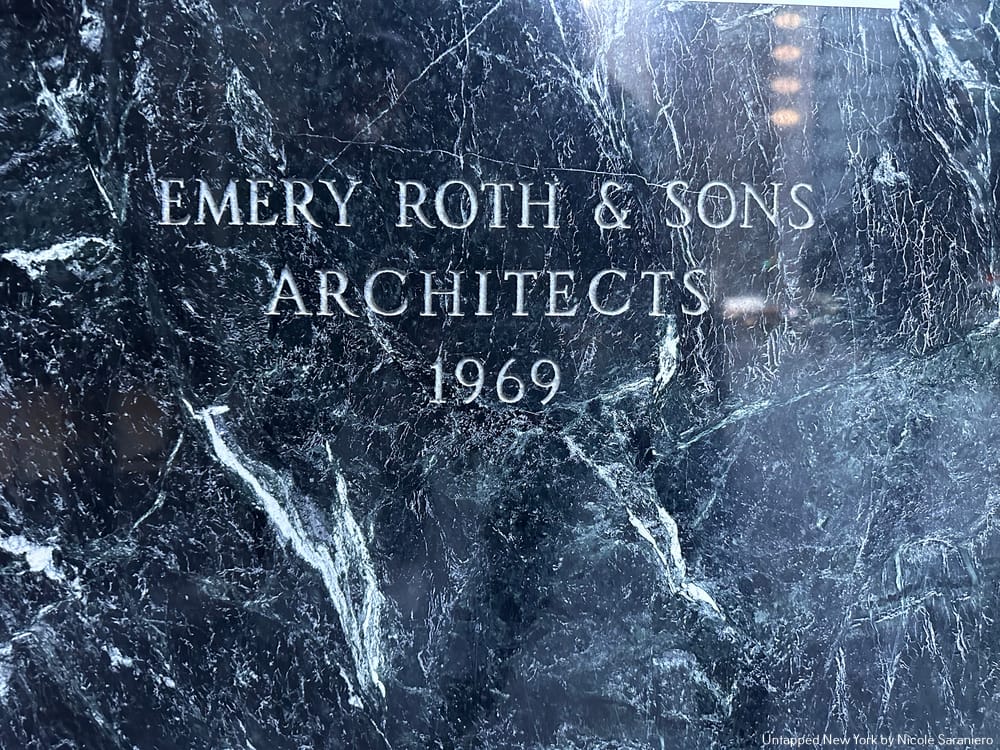 EMERY ROTH & SONS
ARCHITECTS
1969
Untapped New York by Nicole Saraniero